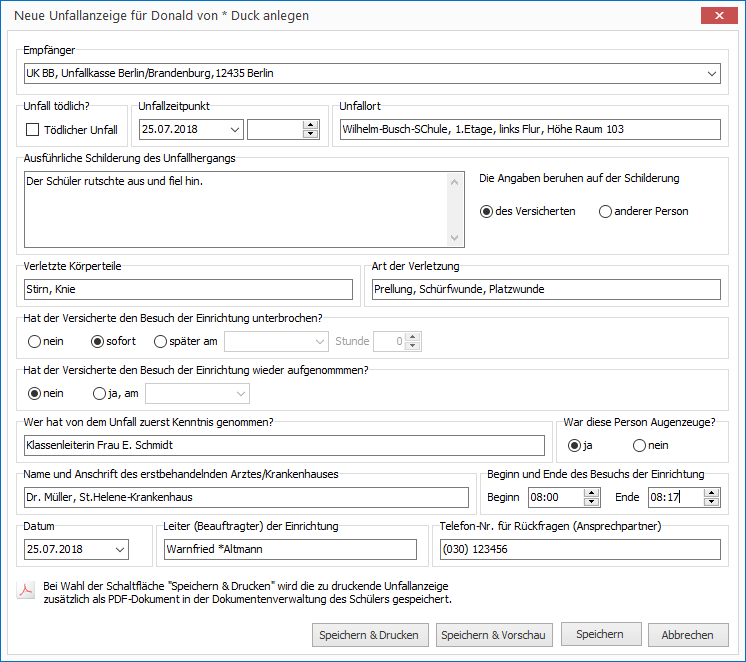 Neue Unfallanzeige für Donald von * Duck anlegen
Empfänger
UK BB, Unfallkasse Berlin/Brandenburg,12435 Berlin
Unfall tödlich?
Tödlicher Unfall
Unfallzeitpunkt
25.07.2018
Unfallort
Wilhelm-Busch-SChule, 1.Etage, links Flur, Höhe Raum 103
Ausführliche Schilderung des Unfallhergangs
Der Schüler rutschte aus und fiel hin.
Die Angaben beruhen auf der Schilderung
des Versicherten
anderer Person
Verletzte Körperteile
Stirn, Knie
Art der Verletzung
Prellung, Schürfwunde, Platzwunde
Hat der Versicherte den Besuch der Einrichtung unterbrochen?
nein
sofort
später am
Stunde
0
Hat der Versicherte den Besuch der Einrichtung wieder aufgenommmen?
nein
ja, am
Wer hat von dem Unfall zuerst Kenntnis genommen?
Klassenleiterin Frau E. Schmidt
War diese Person Augenzeuge?
ja
nein
Name und Anschrift des erstbehandelnden Arztes/Krankenhauses
Dr. Müller, St.Helene-Krankenhaus
Beginn und Ende des Besuchs der Einrichtung
Beginn
08:00
Ende
08:17
Datum
25.07.2018
Leiter (Beauftragter) der Einrichtung
Warnfried *Altmann
Telefon-Nr. für Rückfragen (Ansprechpartner)
(030) 123456
Bei Wahl der Schaltfläche "Speichern & Drucken" wird die zu druckende Unfallanzeige
zusätzlich als PDF-Dokument in der Dokumentenverwaltung des Schülers gespeichert.
Speichern & Drucken
Speichern & Vorschau
Speichern
Abbrechen